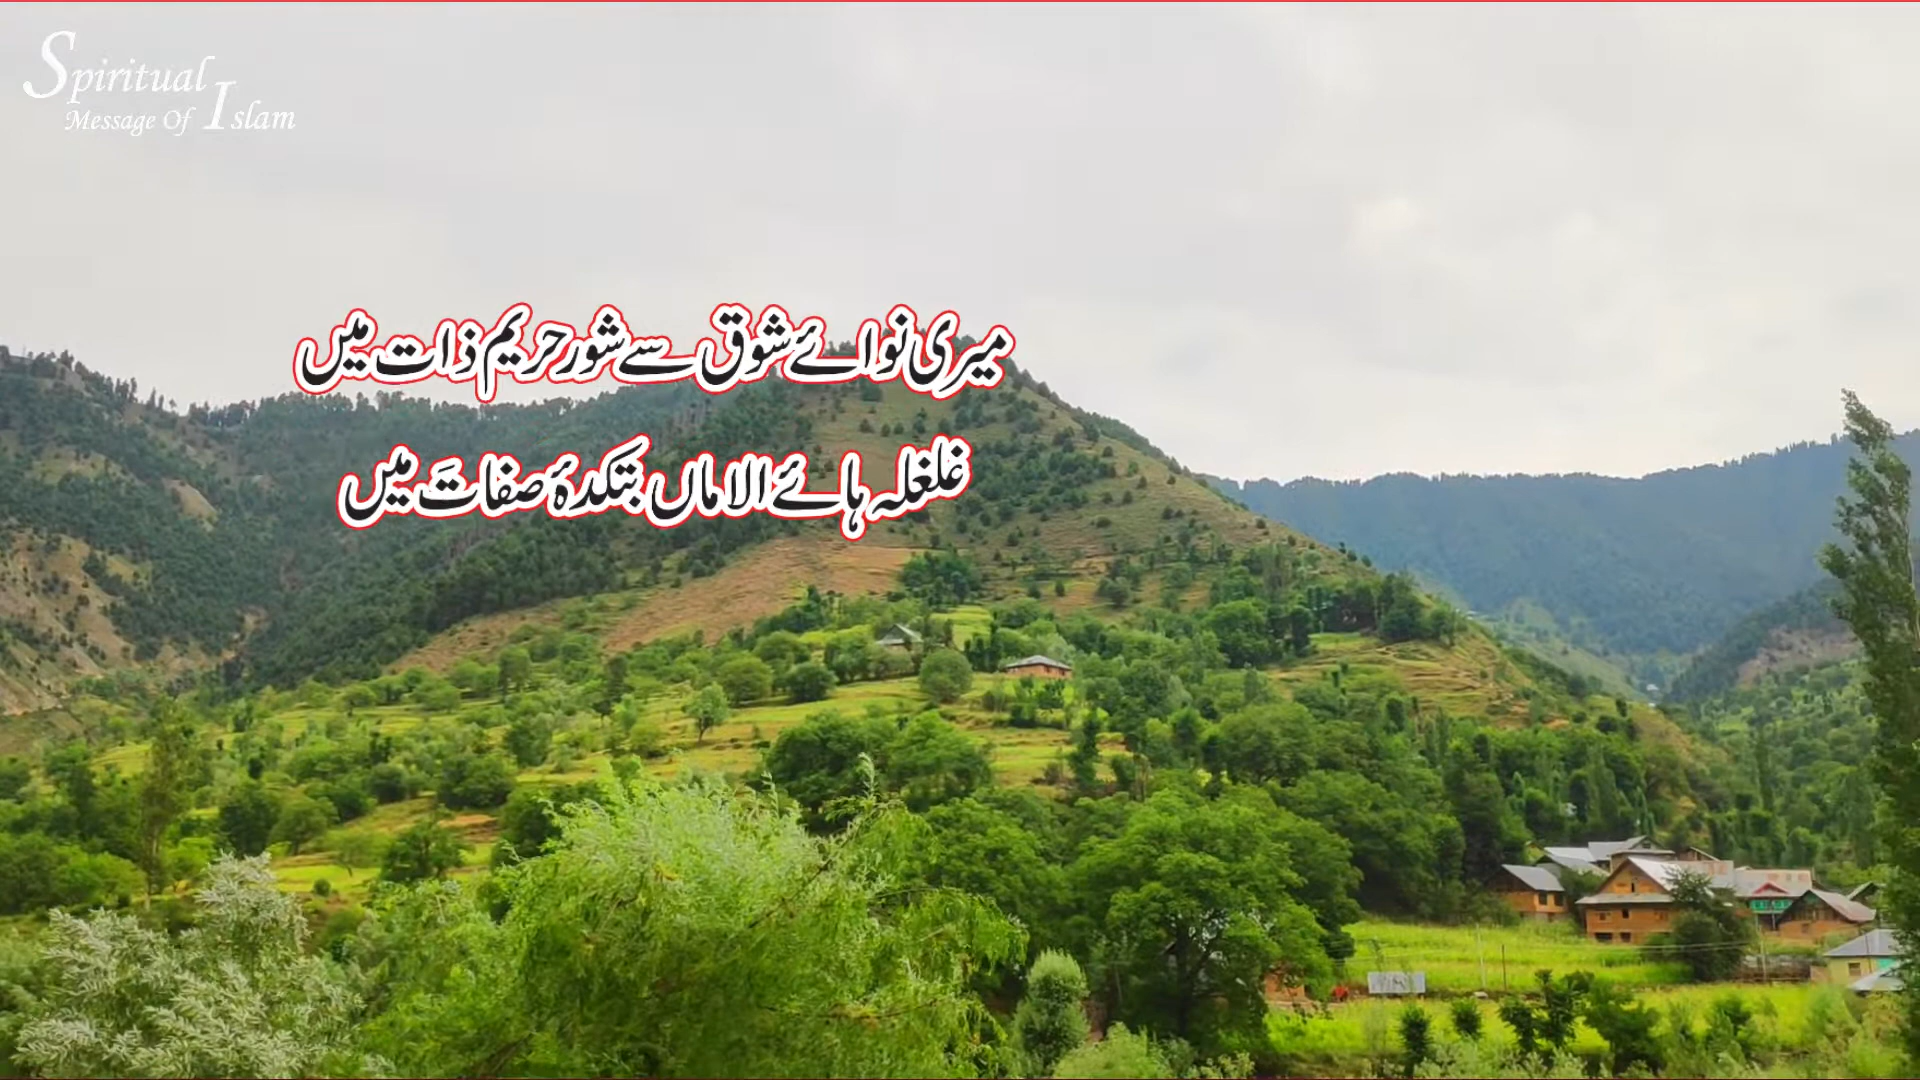 Spiritual
Message Of Islam
میری نوائے شوق سے شور حریم ذات میں
غلغلہ ہائے الاماں بتکدۂ صفاتَ میں